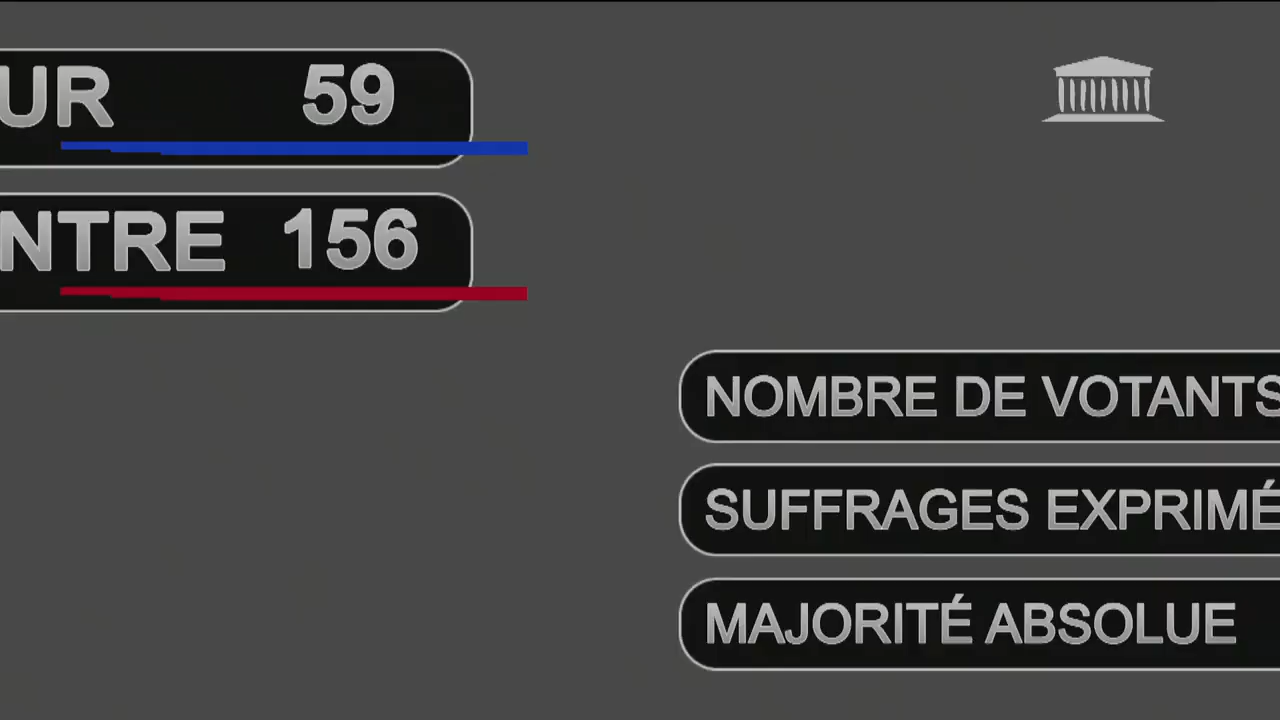 UR 59
NTRE 156
NOMBRE DE VOTANTS
SUFFRAGES EXPRIMÉ
MAJORITÉ ABSOLUE